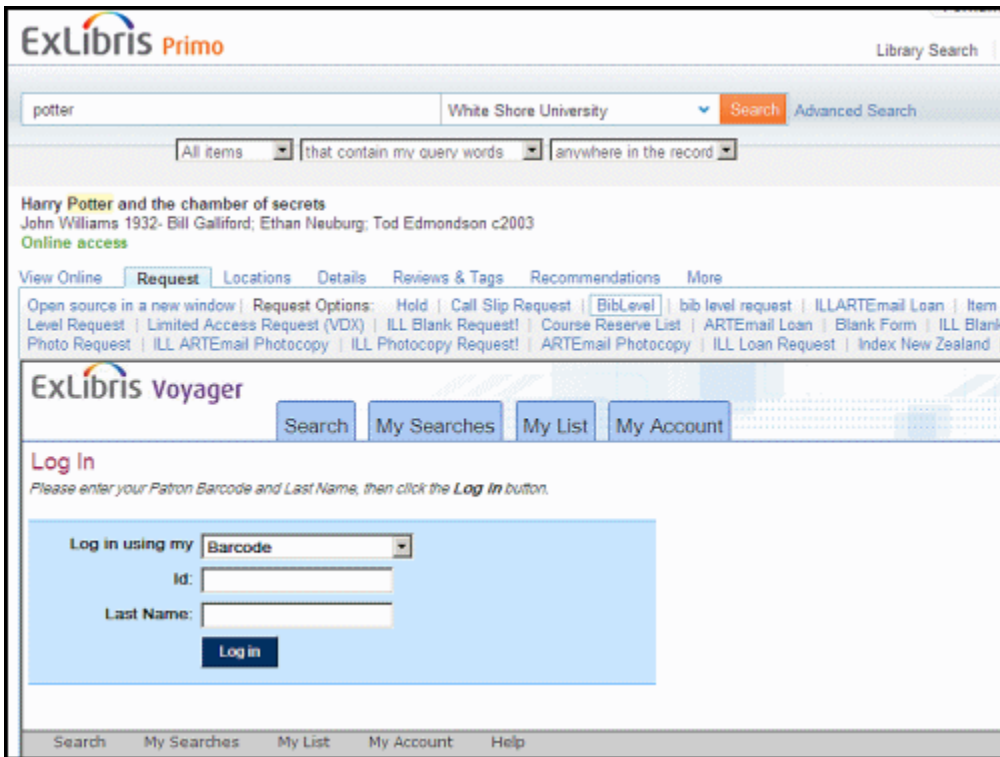 ExLibris Primo
Library Search
potter White Shore University Search Advanced Search
All items that contain my query words anywhere in the record
Harry Potter and the chamber of secrets
John Williams 1932- Bill Galliford; Ethan Neuburg; Tod Edmondson c2003
Online access
View Online Request Locations Details Reviews & Tags Recommendations More
Open source in a new window | Request Options: Hold | Call Slip Request | BibLevel | bib level request | ILLARTEmail Loan | Item
Level Request | Limited Access Request (VDX) | ILL Blank Request! | Course Reserve List | ARTEmail Loan | Blank Form | ILL Blank
Photo Request | ILL ARTEmail Photocopy | ILL Photocopy Request! | ARTEmail Photocopy | ILL Loan Request | Index New Zealand
ExLibris Voyager
Search My Searches My List My Account
Log In
Please enter your Patron Barcode and Last Name, then click the Log In button.
Log in using my Barcode
Id:
Last Name:
Log in
Search My Searches My List My Account Help